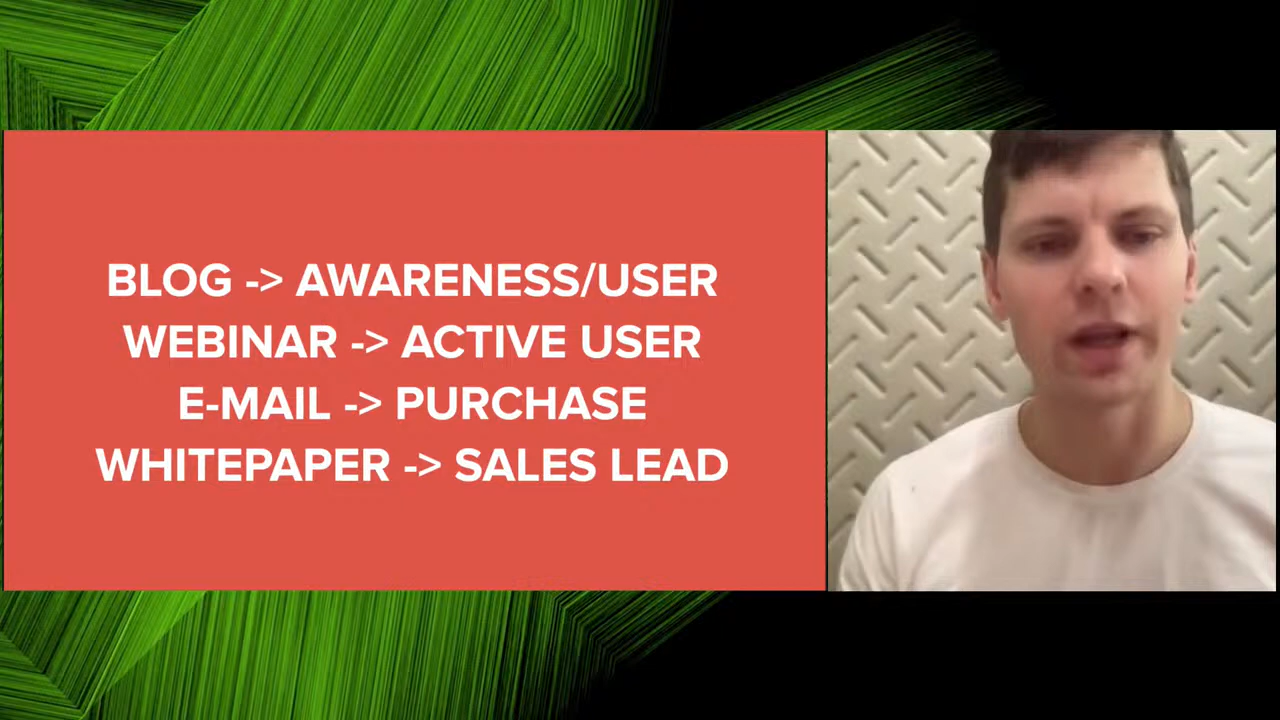 BLOG -> AWARENESS/USER
WEBINAR -> ACTIVE USER
E-MAIL -> PURCHASE
WHITEPAPER -> SALES LEAD